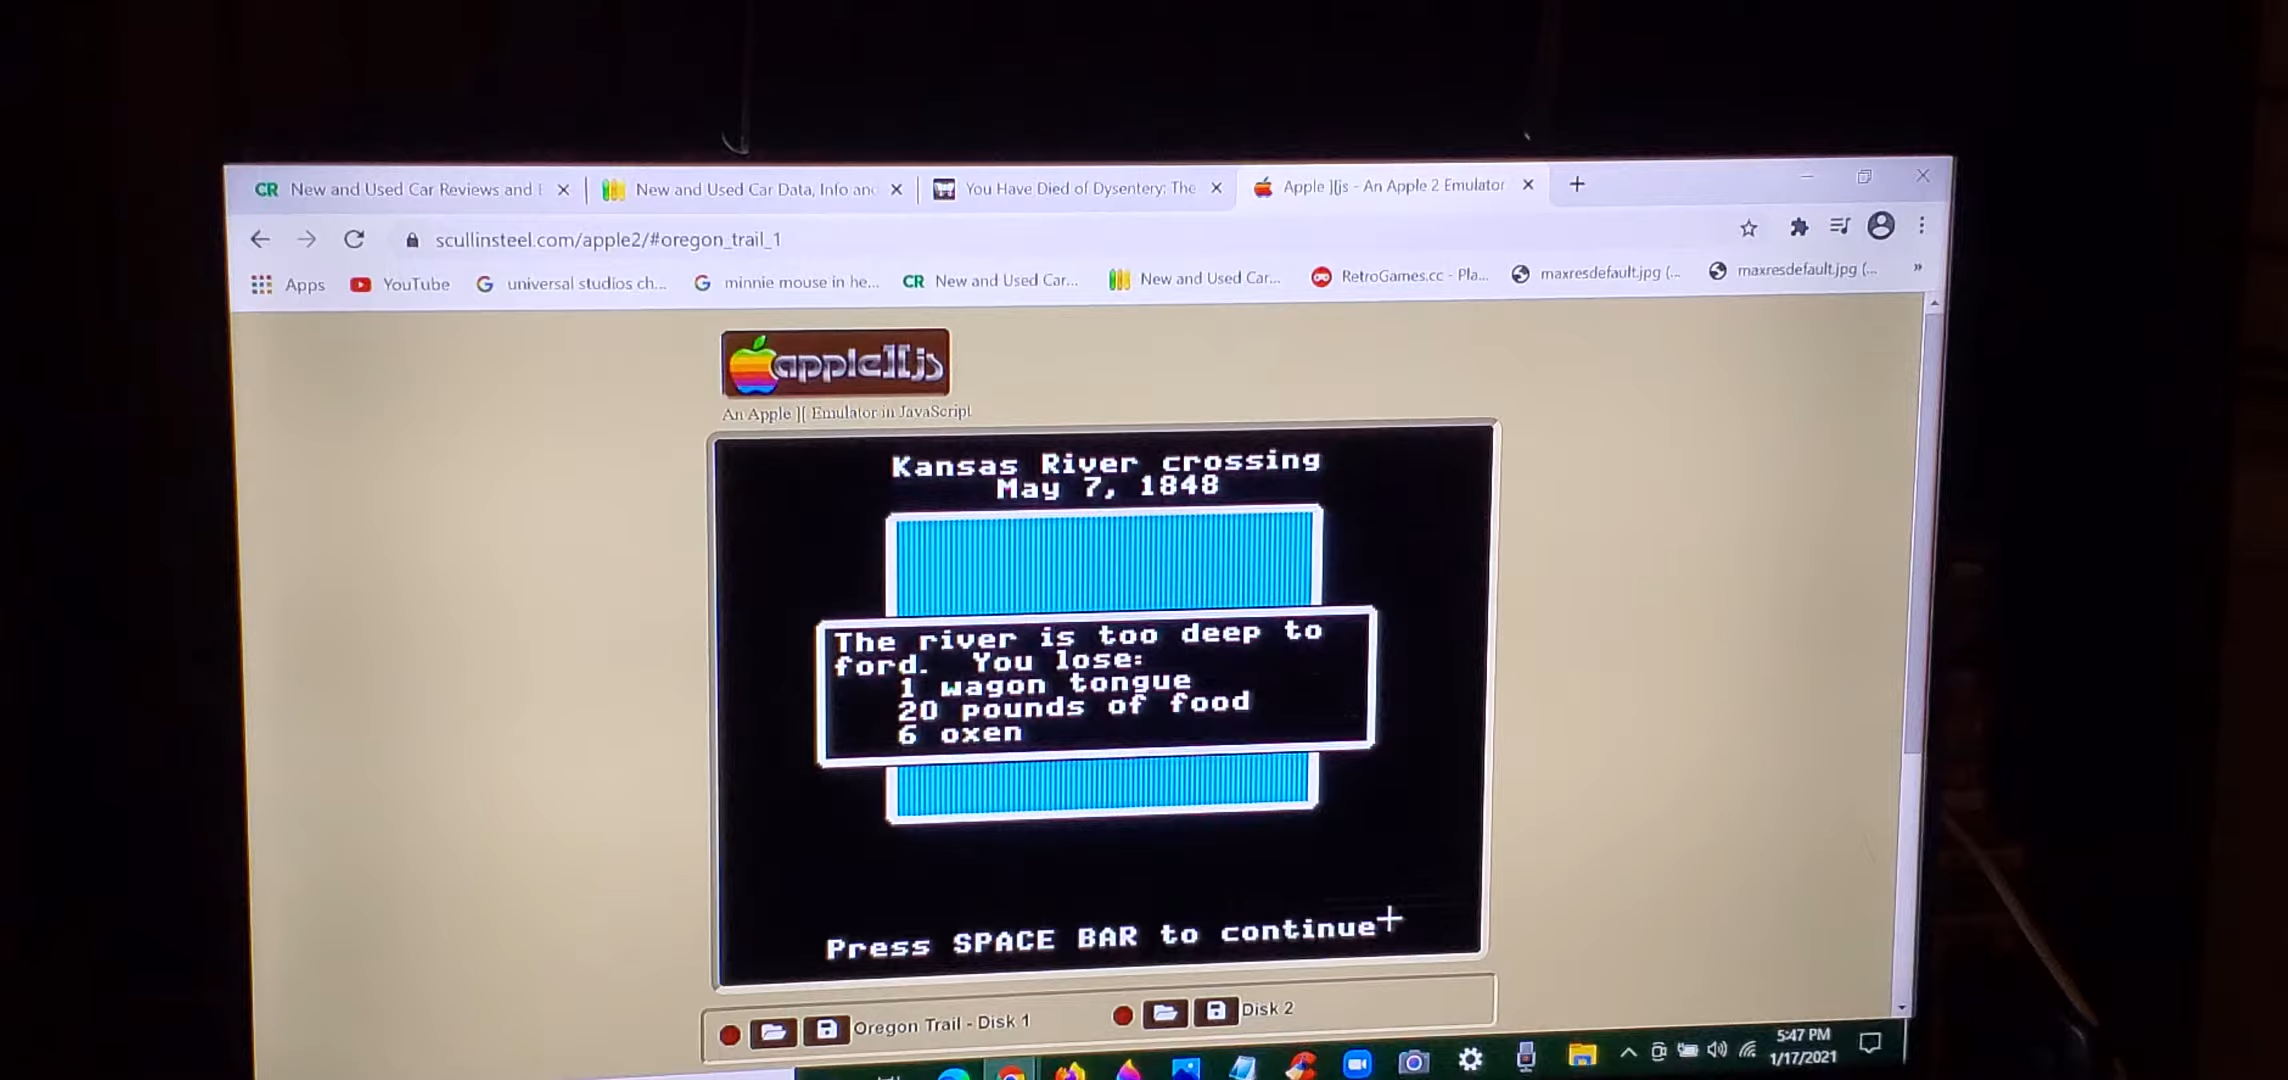 CR New and Used Car Reviews and
New and Used Car Data, Info an
You Have Died of Dysentery: The
Apple ][js - An Apple 2 Emulator
scullinsteel.com/apple2/#oregon_trail_1
Apps
YouTube
universal studios ch...
minnie mouse in he...
CR New and Used Car...
New and Used Car...
RetroGames.cc - Pla...
maxresdefault.jpg (...
maxresdefault.jpg (...
»
apple][js
An Apple ][ Emulator in JavaScript
Kansas River crossing
May 7, 1848
The river is too deep to
ford. You lose:
1 wagon tongue
20 pounds of food
6 oxen
Press SPACE BAR to continue
Oregon Trail - Disk 1
Disk 2
5:47 PM
1/17/2021